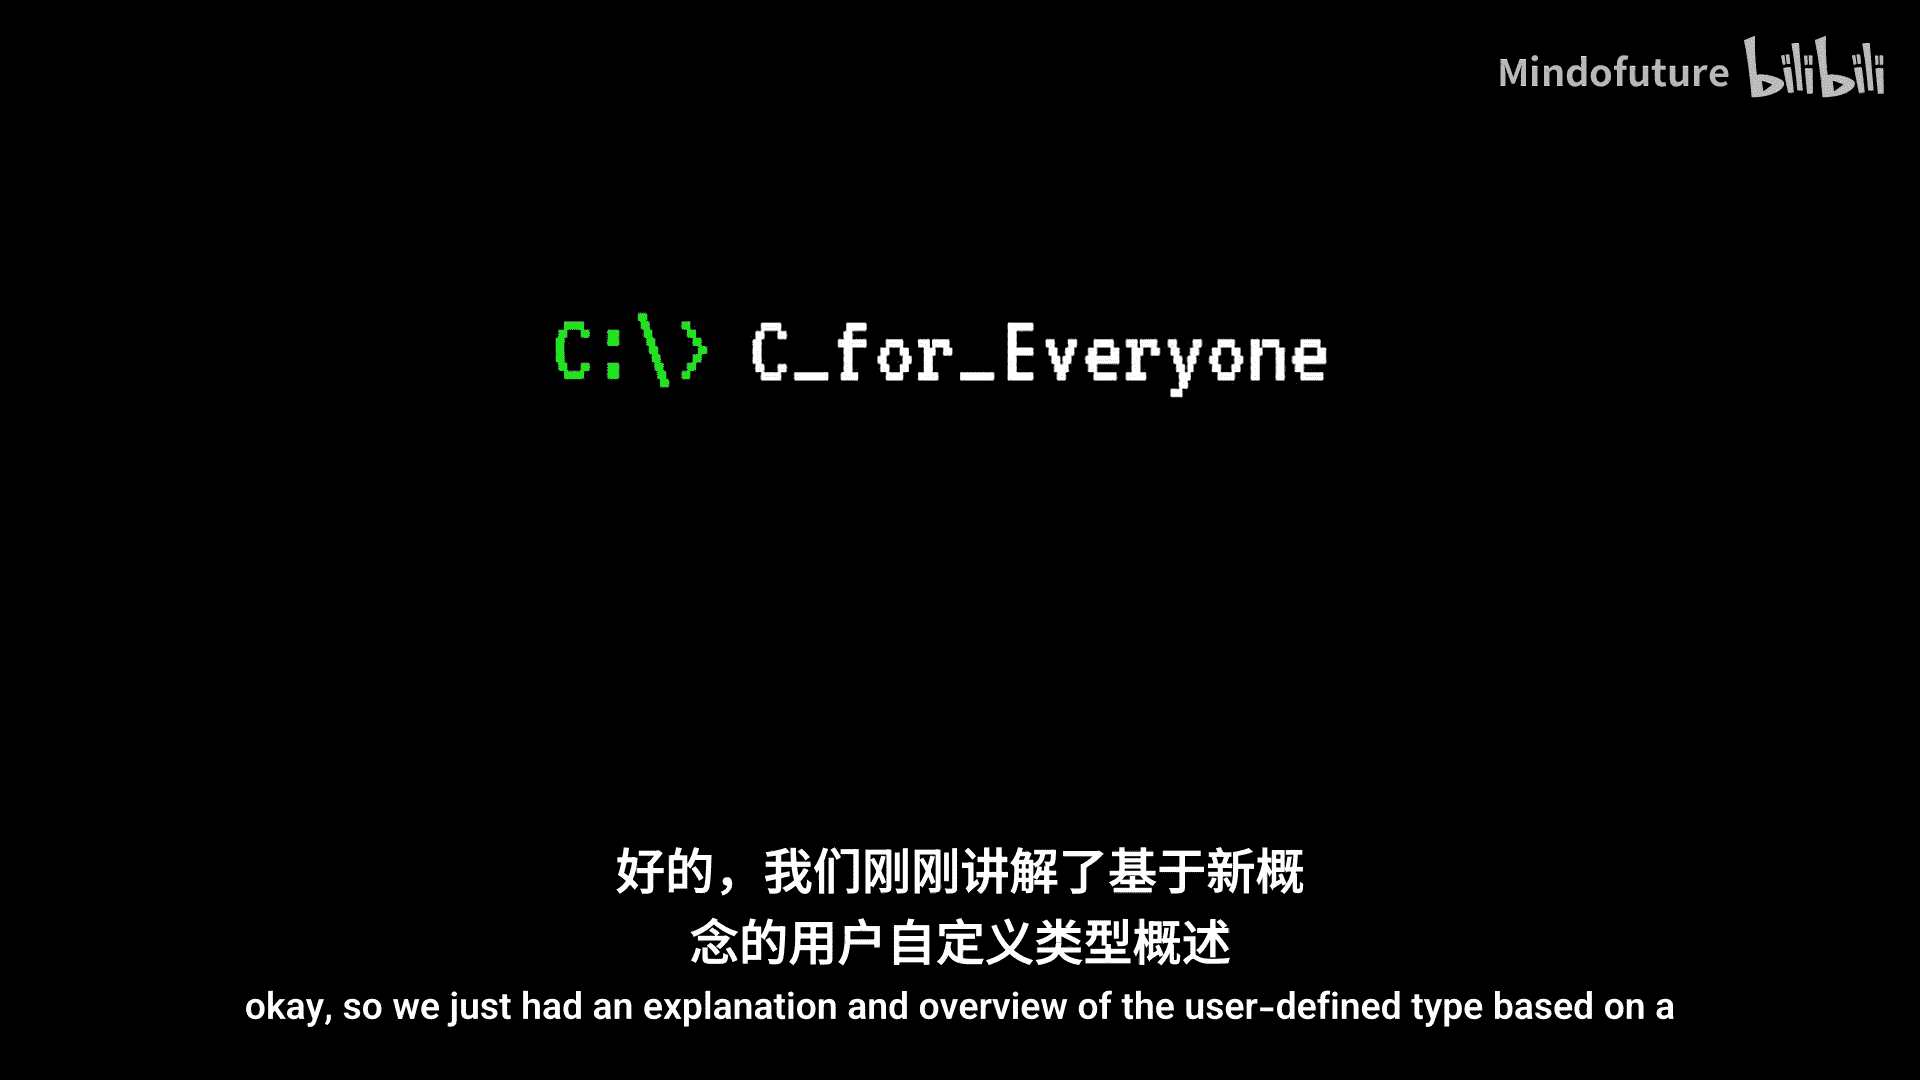 Mindofuture bilibili
C:\> C_for_Everyone
好的，我们刚刚讲解了基于新概
念的用户自定义类型概述
okay, so we just had an explanation and overview of the user-defined type based on a